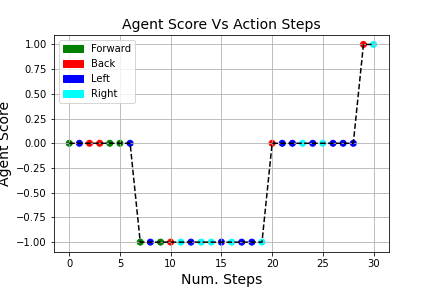 Agent Score Vs Action Steps
Agent Score
1.00
0.75
0.50
0.25
0.00
−0.25
−0.50
−0.75
−1.00
Forward
Back
Left
Right
0 5 10 15 20 25 30
Num. Steps